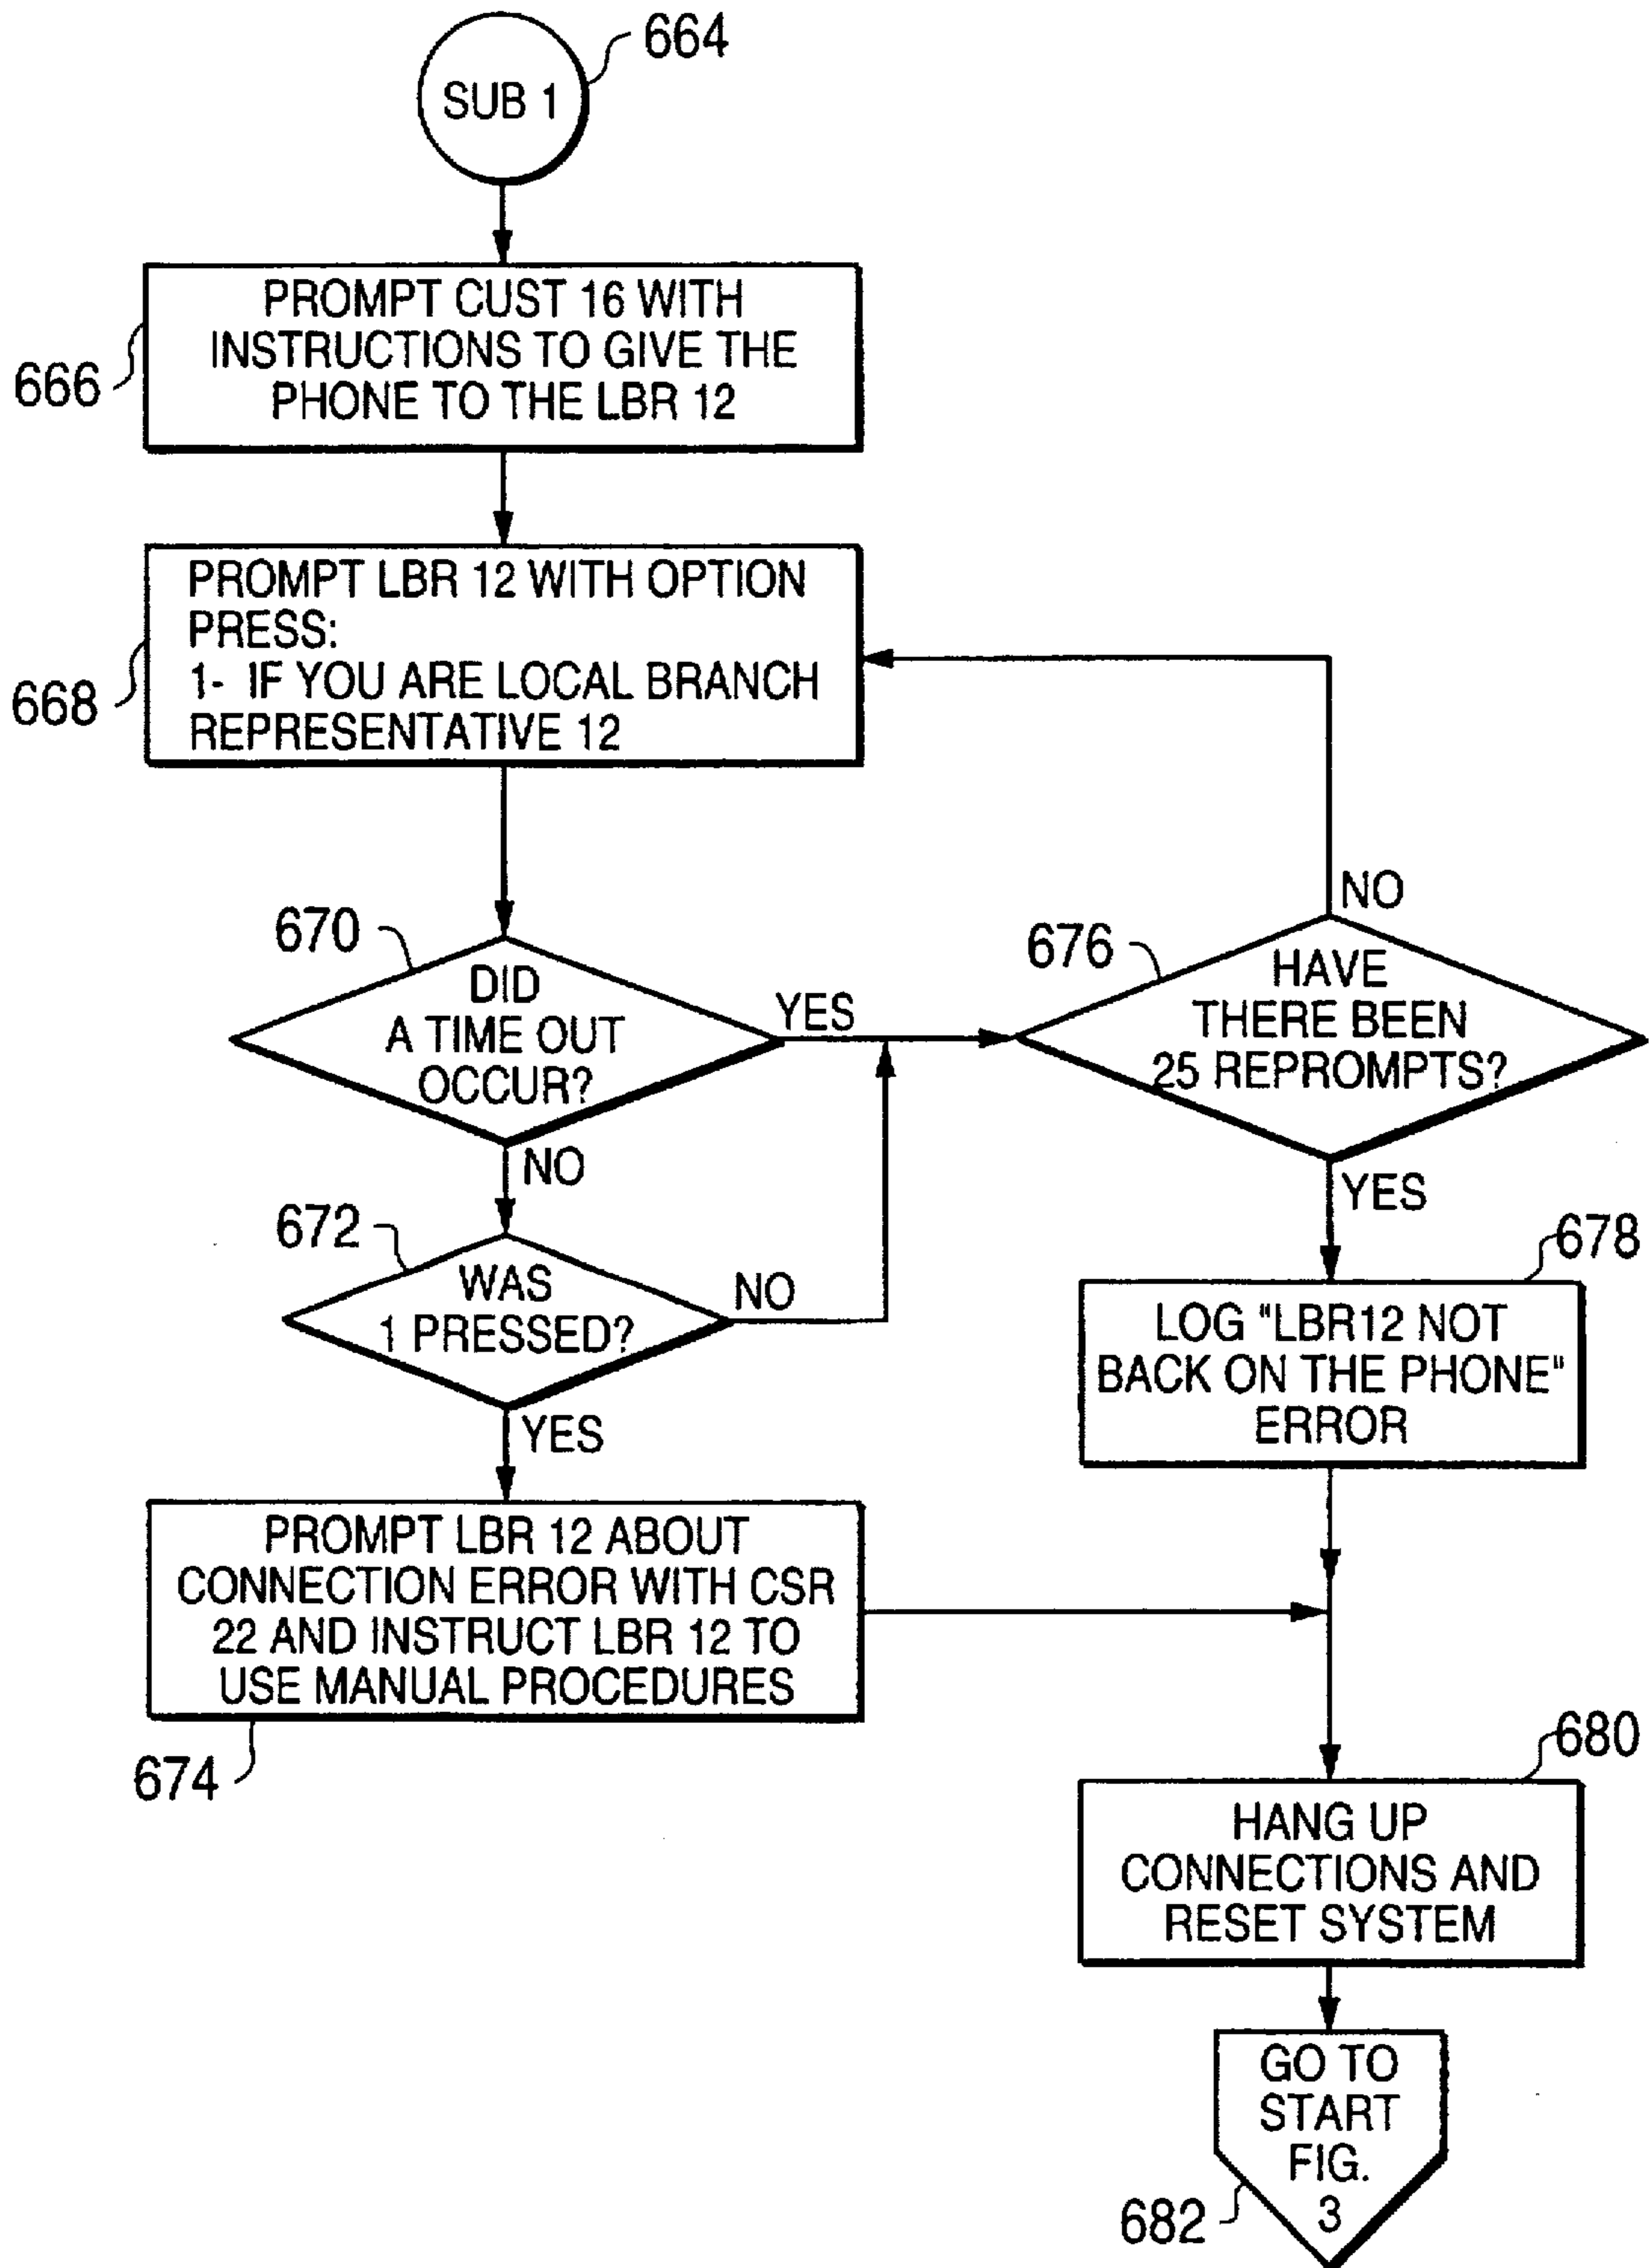 SUB 1
664
PROMPT CUST 16 WITH
INSTRUCTIONS TO GIVE THE
PHONE TO THE LBR 12
666
PROMPT LBR 12 WITH OPTION
PRESS:
1- IF YOU ARE LOCAL BRANCH
REPRESENTATIVE 12
668
670
DID
A TIME OUT
OCCUR?
YES
NO
672
WAS
1 PRESSED?
NO
YES
PROMPT LBR 12 ABOUT
CONNECTION ERROR WITH CSR
22 AND INSTRUCT LBR 12 TO
USE MANUAL PROCEDURES
674
NO
676
HAVE
THERE BEEN
25 REPROMPTS?
YES
678
LOG "LBR12 NOT
BACK ON THE PHONE"
ERROR
680
HANG UP
CONNECTIONS AND
RESET SYSTEM
GO TO
START
FIG.
3
682